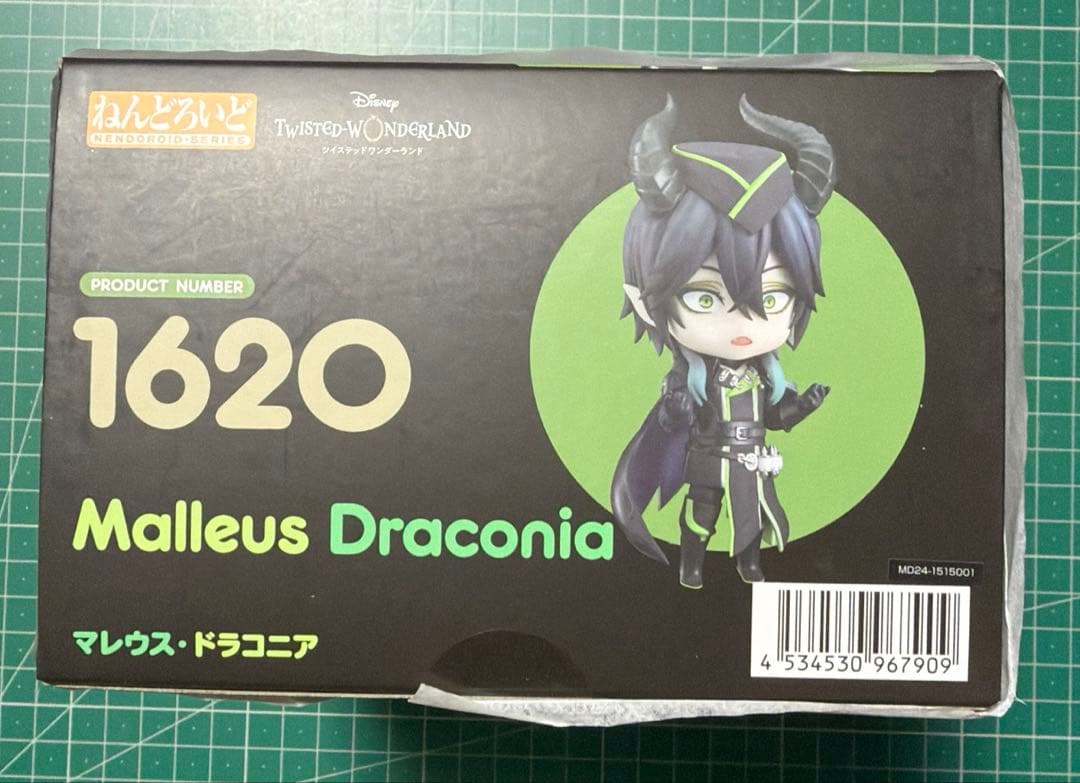 ねんどろいど
NENDOROID·SERIES
Disney
TWISTED-WONDERLAND
ツイステッドワンダーランド
PRODUCT NUMBER
1620
Malleus Draconia
マレウス・ドラコニア
MD24-1515001
4 534530 967909